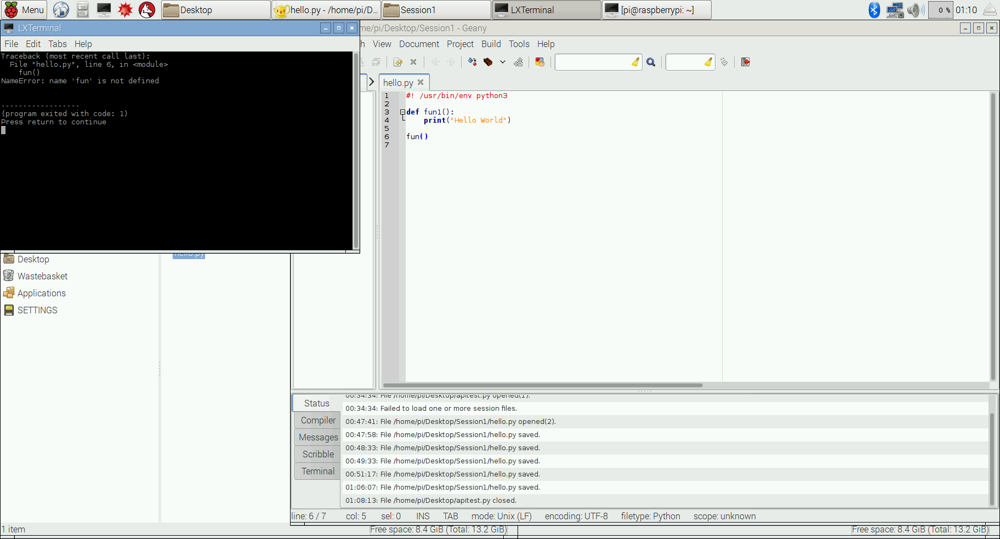 Menu
Desktop
hello.py - /home/pi/D...
Session1
LXTerminal
[pi@raspberrypi: ~]
0 %
01:10
LXTerminal
me/pi/Desktop/Session1 - Geany
File Edit Tabs Help
h View Document Project Build Tools Help
Traceback (most recent call last):
  File "hello.py", line 6, in <module>
    fun()
NameError: name 'fun' is not defined
------------------
(program exited with code: 1)
Press return to continue
hello.py
1 #! /usr/bin/env python3
2
3 def fun1():
4     print("Hello World")
5
6 fun()
7
hello.py
Desktop
Wastebasket
Applications
SETTINGS
Status
Compiler
Messages
Scribble
Terminal
00:34:34: File /home/pi/Desktop/apitest.py opened(1).
00:34:34: Failed to load one or more session files.
00:47:41: File /home/pi/Desktop/Session1/hello.py opened(2).
00:47:58: File /home/pi/Desktop/Session1/hello.py saved.
00:48:33: File /home/pi/Desktop/Session1/hello.py saved.
00:49:33: File /home/pi/Desktop/Session1/hello.py saved.
00:51:17: File /home/pi/Desktop/Session1/hello.py saved.
01:06:07: File /home/pi/Desktop/Session1/hello.py saved.
01:08:13: File /home/pi/Desktop/apitest.py closed.
line: 6 / 7 col: 5 sel: 0 INS TAB mode: Unix (LF) encoding: UTF-8 filetype: Python scope: unknown
1 item
Free space: 8.4 GiB (Total: 13.2 GiB)
Free space: 8.4 GiB (Total: 13.2 GiB)